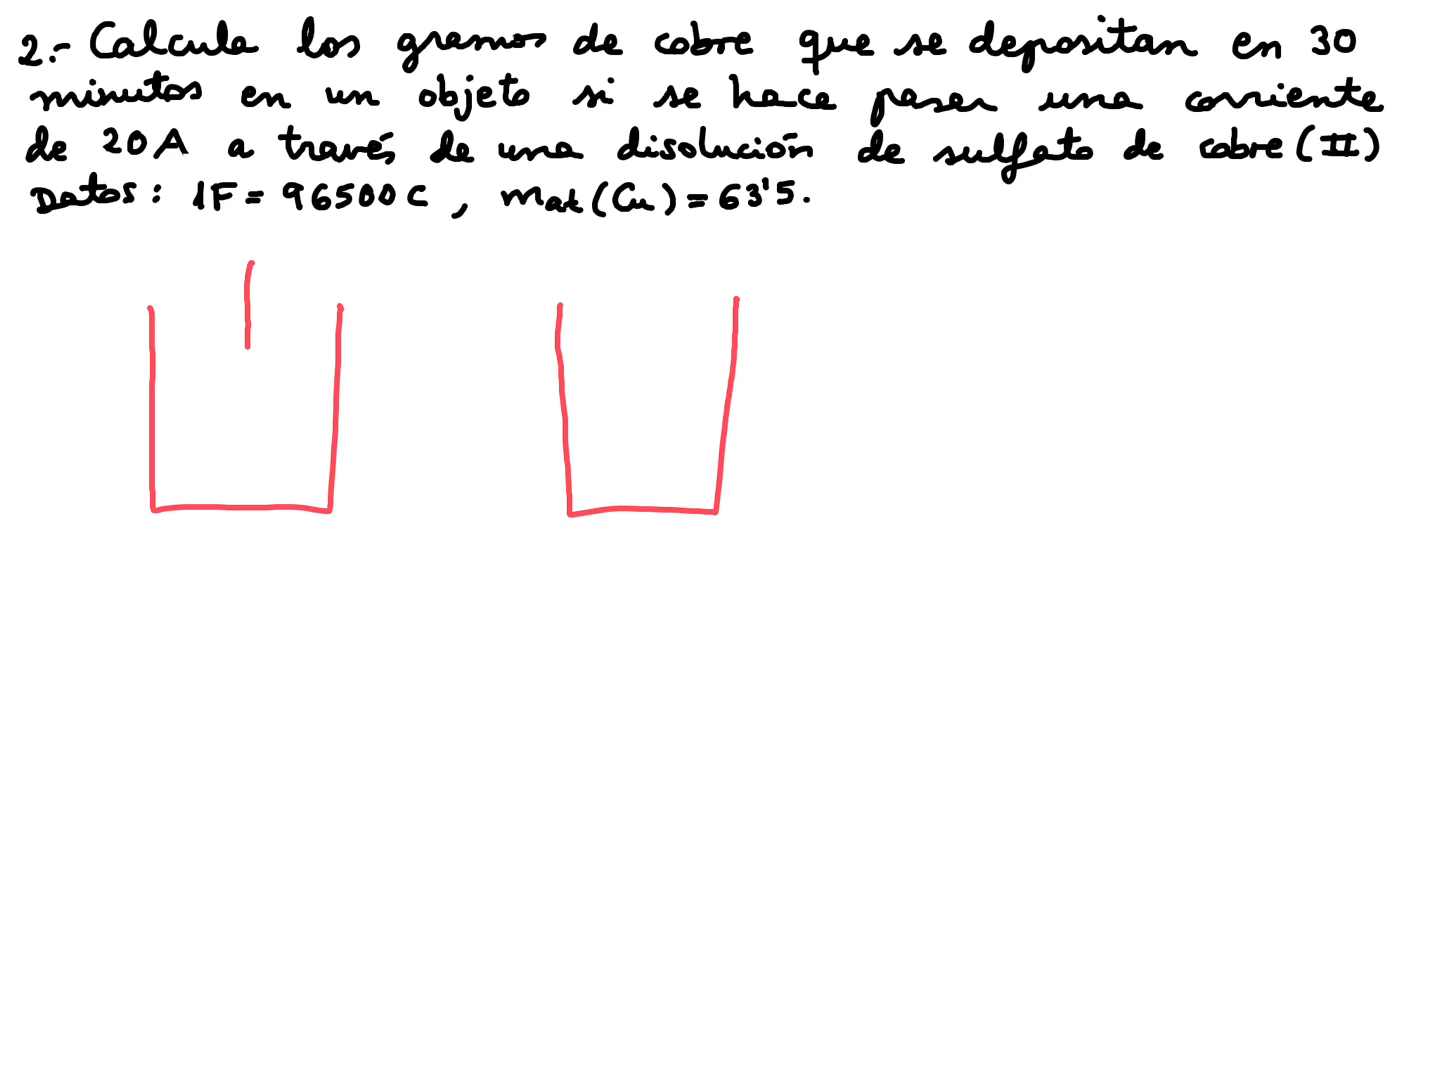 2.- Calcula los gramos de cobre que se depositan en 30
minutos en un objeto si se hace pasar una corriente
de 20 A a través de una disolución de sulfato de cobre (II)
Datos: 1F = 96500 C, mat (Cu) = 63'5.